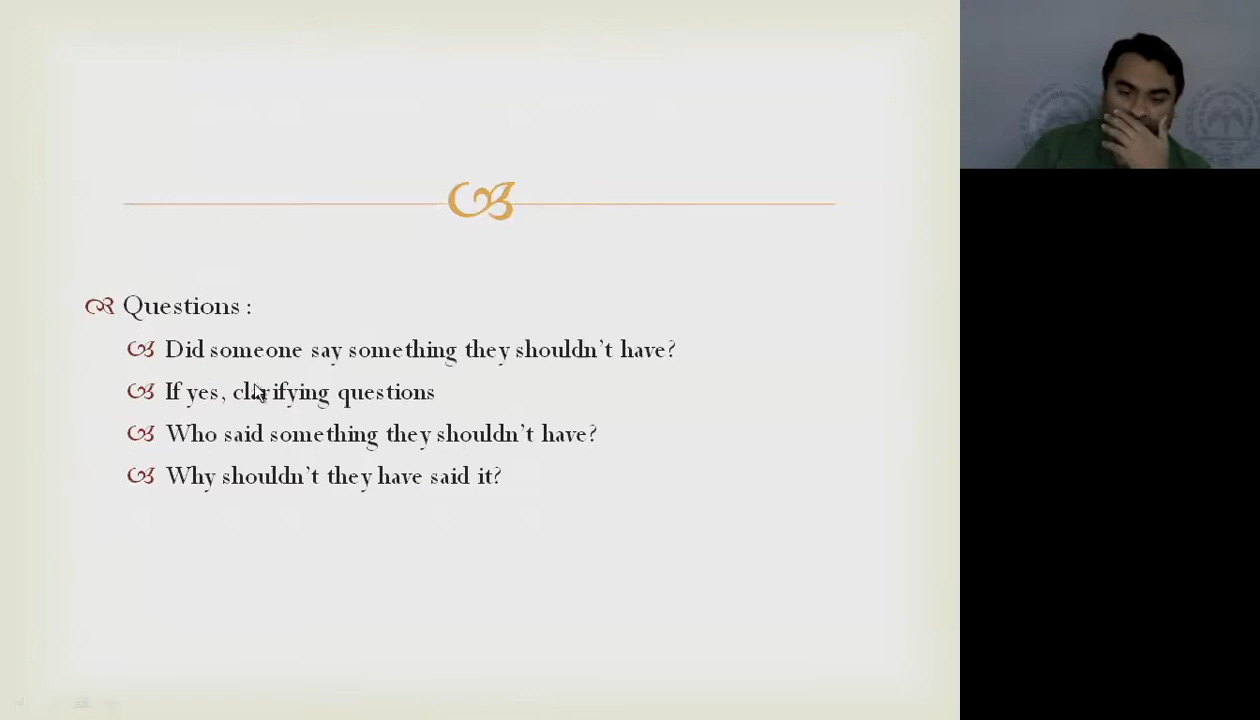 Questions :
Did someone say something they shouldn't have?
If yes, clarifying questions
Who said something they shouldn't have?
Why shouldn't they have said it?